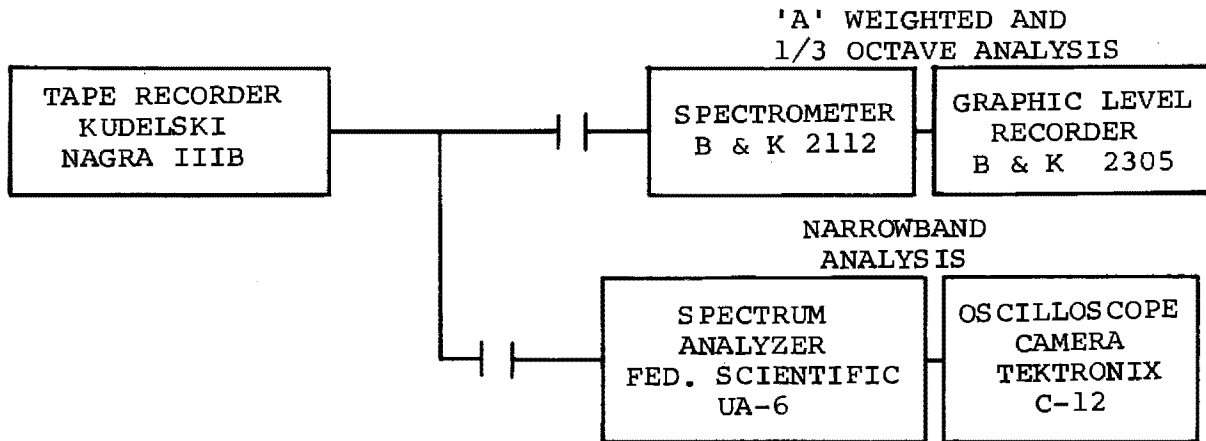 'A' WEIGHTED AND
1/3 OCTAVE ANALYSIS
TAPE RECORDER
KUDELSKI
NAGRA IIIB
SPECTROMETER
B & K 2112
GRAPHIC LEVEL
RECORDER
B & K 2305
NARROWBAND
ANALYSIS
SPECTRUM
ANALYZER
FED. SCIENTIFIC
UA-6
OSCILLOSCOPE
CAMERA
TEKTRONIX
C-12